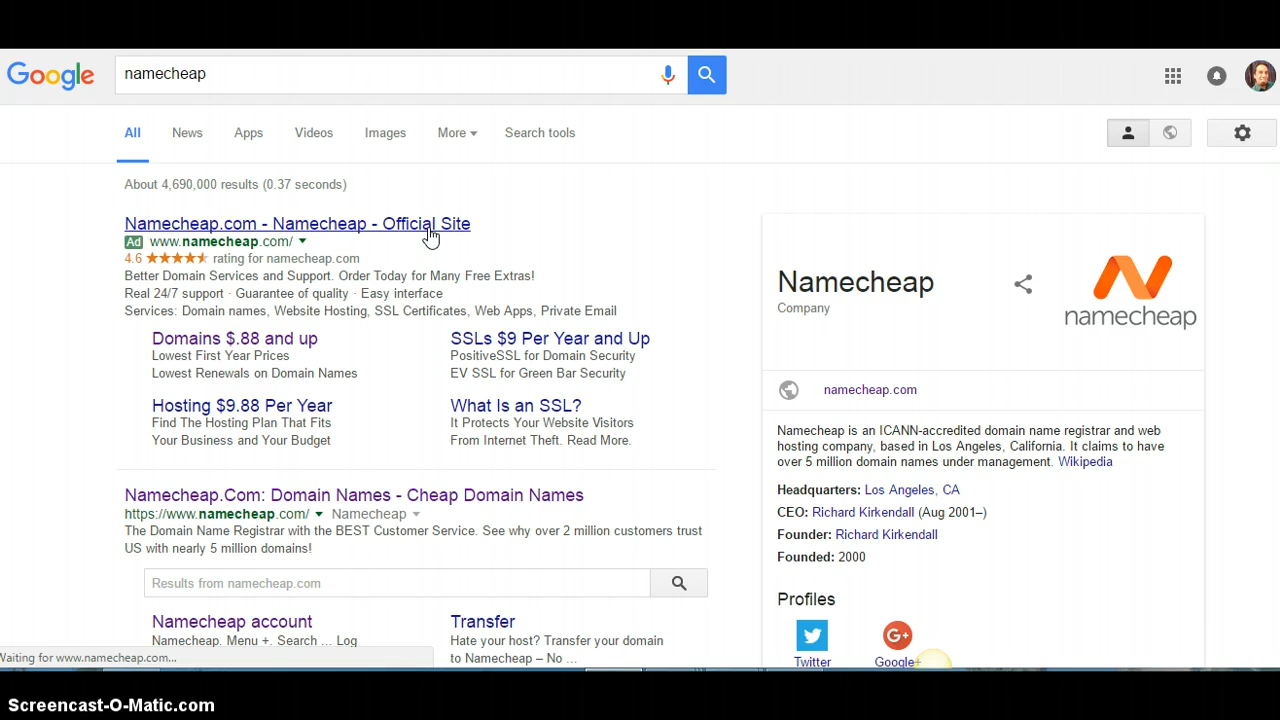 Google
namecheap
All News Apps Videos Images More Search tools
About 4,690,000 results (0.37 seconds)
Namecheap.com - Namecheap - Official Site
Ad www.namecheap.com/
4.6 rating for namecheap.com
Better Domain Services and Support. Order Today for Many Free Extras!
Real 24/7 support · Guarantee of quality · Easy interface
Services: Domain names, Website Hosting, SSL Certificates, Web Apps, Private Email
Domains $.88 and up
Lowest First Year Prices
Lowest Renewals on Domain Names
SSLs $9 Per Year and Up
PositiveSSL for Domain Security
EV SSL for Green Bar Security
Hosting $9.88 Per Year
Find The Hosting Plan That Fits
Your Business and Your Budget
What Is an SSL?
It Protects Your Website Visitors
From Internet Theft. Read More.
Namecheap.Com: Domain Names - Cheap Domain Names
https://www.namecheap.com/ Namecheap
The Domain Name Registrar with the BEST Customer Service. See why over 2 million customers trust
US with nearly 5 million domains!
Results from namecheap.com
Namecheap account
Namecheap. Menu +. Search ... Log
Transfer
Hate your host? Transfer your domain
to Namecheap – No ...
Waiting for www.namecheap.com...
Namecheap
Company
namecheap
namecheap.com
Namecheap is an ICANN-accredited domain name registrar and web
hosting company, based in Los Angeles, California. It claims to have
over 5 million domain names under management. Wikipedia
Headquarters: Los Angeles, CA
CEO: Richard Kirkendall (Aug 2001–)
Founder: Richard Kirkendall
Founded: 2000
Profiles
G+
Twitter Google+
Screencast-O-Matic.com